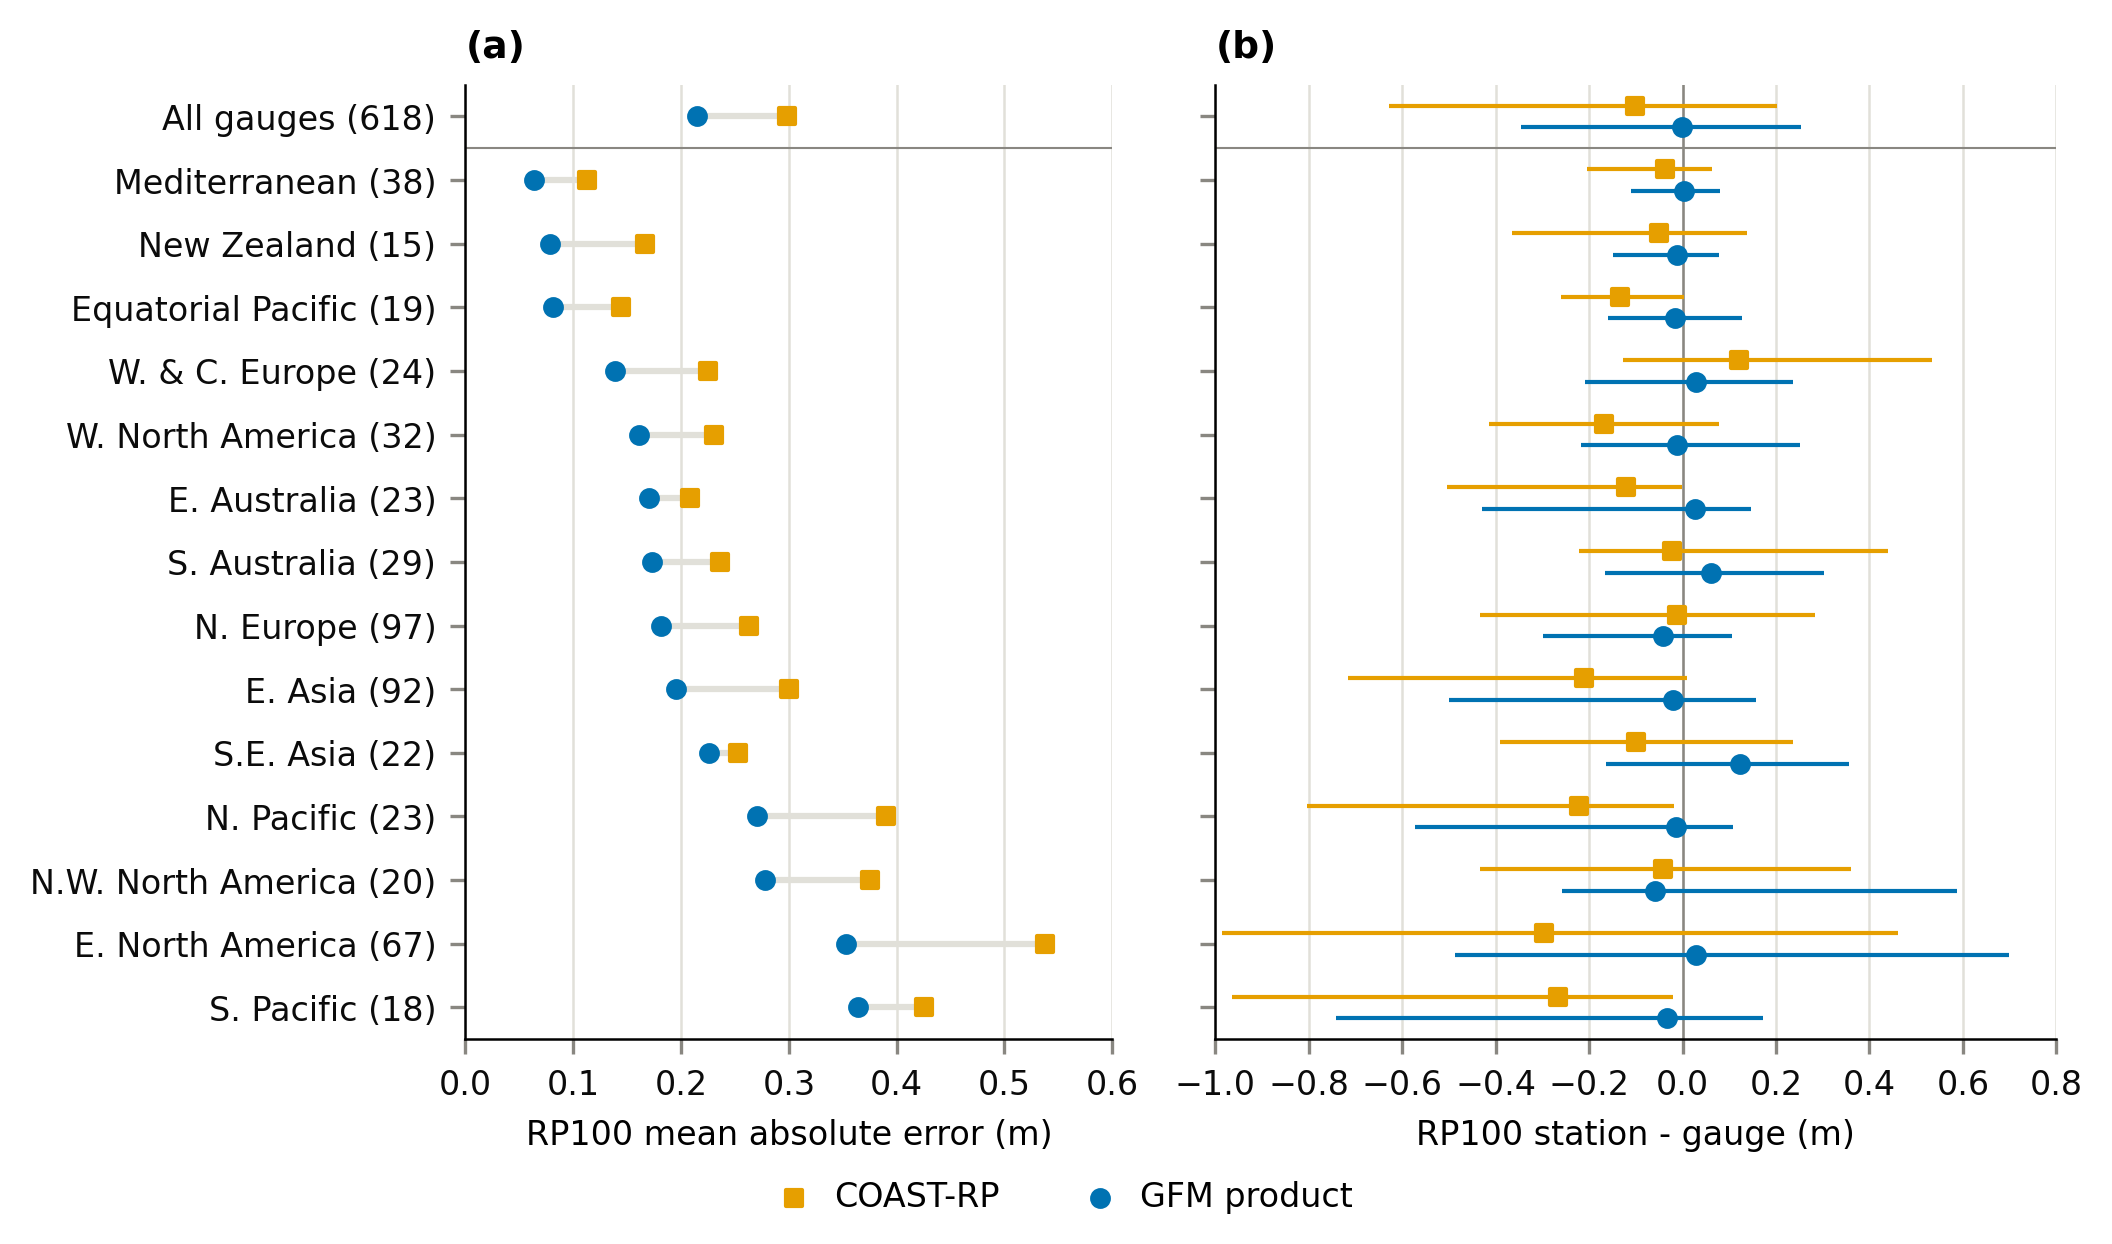 (a)
(b)
All gauges (618)
Mediterranean (38)
New Zealand (15)
Equatorial Pacific (19)
W. & C. Europe (24)
W. North America (32)
E. Australia (23)
S. Australia (29)
N. Europe (97)
E. Asia (92)
S.E. Asia (22)
N. Pacific (23)
N.W. North America (20)
E. North America (67)
S. Pacific (18)
0.0 0.1 0.2 0.3 0.4 0.5 0.6
RP100 mean absolute error (m)
−1.0 −0.8 −0.6 −0.4 −0.2 0.0 0.2 0.4 0.6 0.8
RP100 station - gauge (m)
COAST-RP GFM product